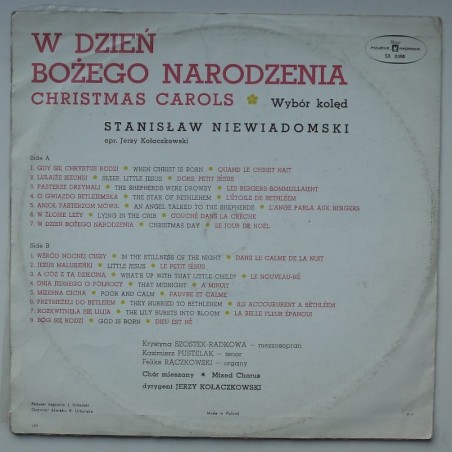 W DZIEŃ
POLSKIE NAGRANIA
BOŻEGO NARODZENIA
CHRISTMAS CAROLS Wybór kolęd
STANISŁAW NIEWIADOMSKI
opr. Jerzy Kołaczkowski
Side A
1. GDY SIĘ CHRYSTUS RODZI • WHEN CHRIST IS BORN • QUAND LE CHRIST NAÎT
2. LULAJŻE JEZUNIU • SLEEP LITTLE JESUS • DORS, PETIT JÉSUS
3. PASTERZE DRZYMALI • THE SHEPHERDS WERE DROWSY • LES BERGERS SOMMEILLAIENT
4. O GWIAZDO BETLEJEMSKA • THE STAR OF BETHLEHEM • L'ÉTOILE DE BETHLÉEM
5. ANIOŁ PASTERZOM MÓWIŁ • AN ANGEL TALKED TO THE SHEPHERDS • L'ANGE PARLA AUX BERGERS
6. W ŻŁOBIE LEŻY • LYING IN THE CRIB • COUCHÉ DANS LA CRÈCHE
7. W DZIEŃ BOŻEGO NARODZENIA • CHRISTMAS DAY • LE JOUR DE NOËL
Side B
1. WŚRÓD NOCNEJ CISZY • IN THE STILLNESS OF THE NIGHT • DANS LE CALME DE LA NUIT
2. JEZUS MALUSIEŃKI • LITTLE JESUS • LE PETIT JÉSUS
3. A CÓŻ Z TĄ DZIECINĄ • WHAT'S UP WITH THAT LITTLE CHILD? • LE NOUVEAU-NÉ
4. DNIA JEDNEGO O PÓŁNOCY • THAT MIDNIGHT • À MINUIT
5. MIZERNA CICHA • POOR AND CALM • PAUVRE ET CALME
6. PRZYBIEŻELI DO BETLEJEM • THEY HURRIED TO BETHLEHEM • ILS ACCOURURENT À BÉTHLÉEM
7. ROZKWITNĘŁA SIĘ LILIJA • THE LILY BURSTS INTO BLOOM • LA BELLE FLEUR ÉPANOUI
8. BÓG SIĘ RODZI • GOD IS BORN • DIEU EST NÉ
Krystyna SZOSTEK-RADKOWA — mezzosopran
Kazimierz PUSTELAK — tenor
Feliks RĄCZKOWSKI — organy
Chór mieszany • Mixed Chorus
dyrygent JERZY KOŁACZKOWSKI
Made in Poland